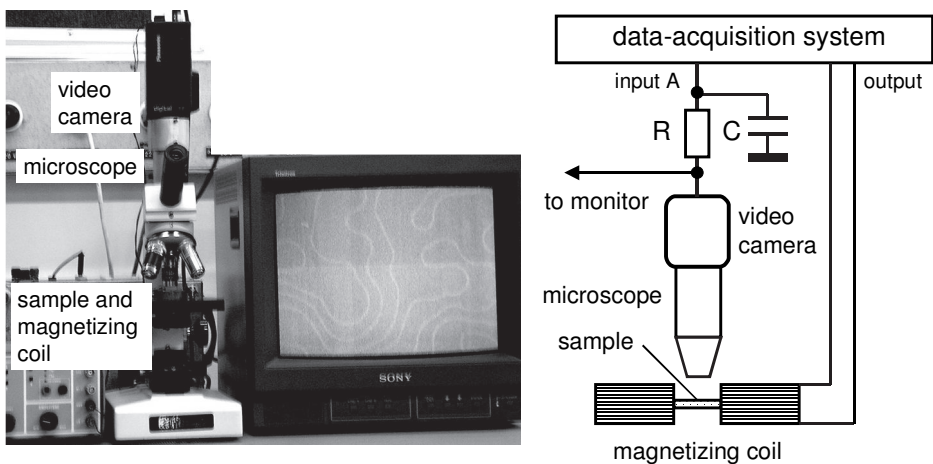 video
camera
microscope
sample and
magnetizing
coil
SONY
data-acquisition system
input A
output
R
C
to monitor
video
camera
microscope
sample
magnetizing coil